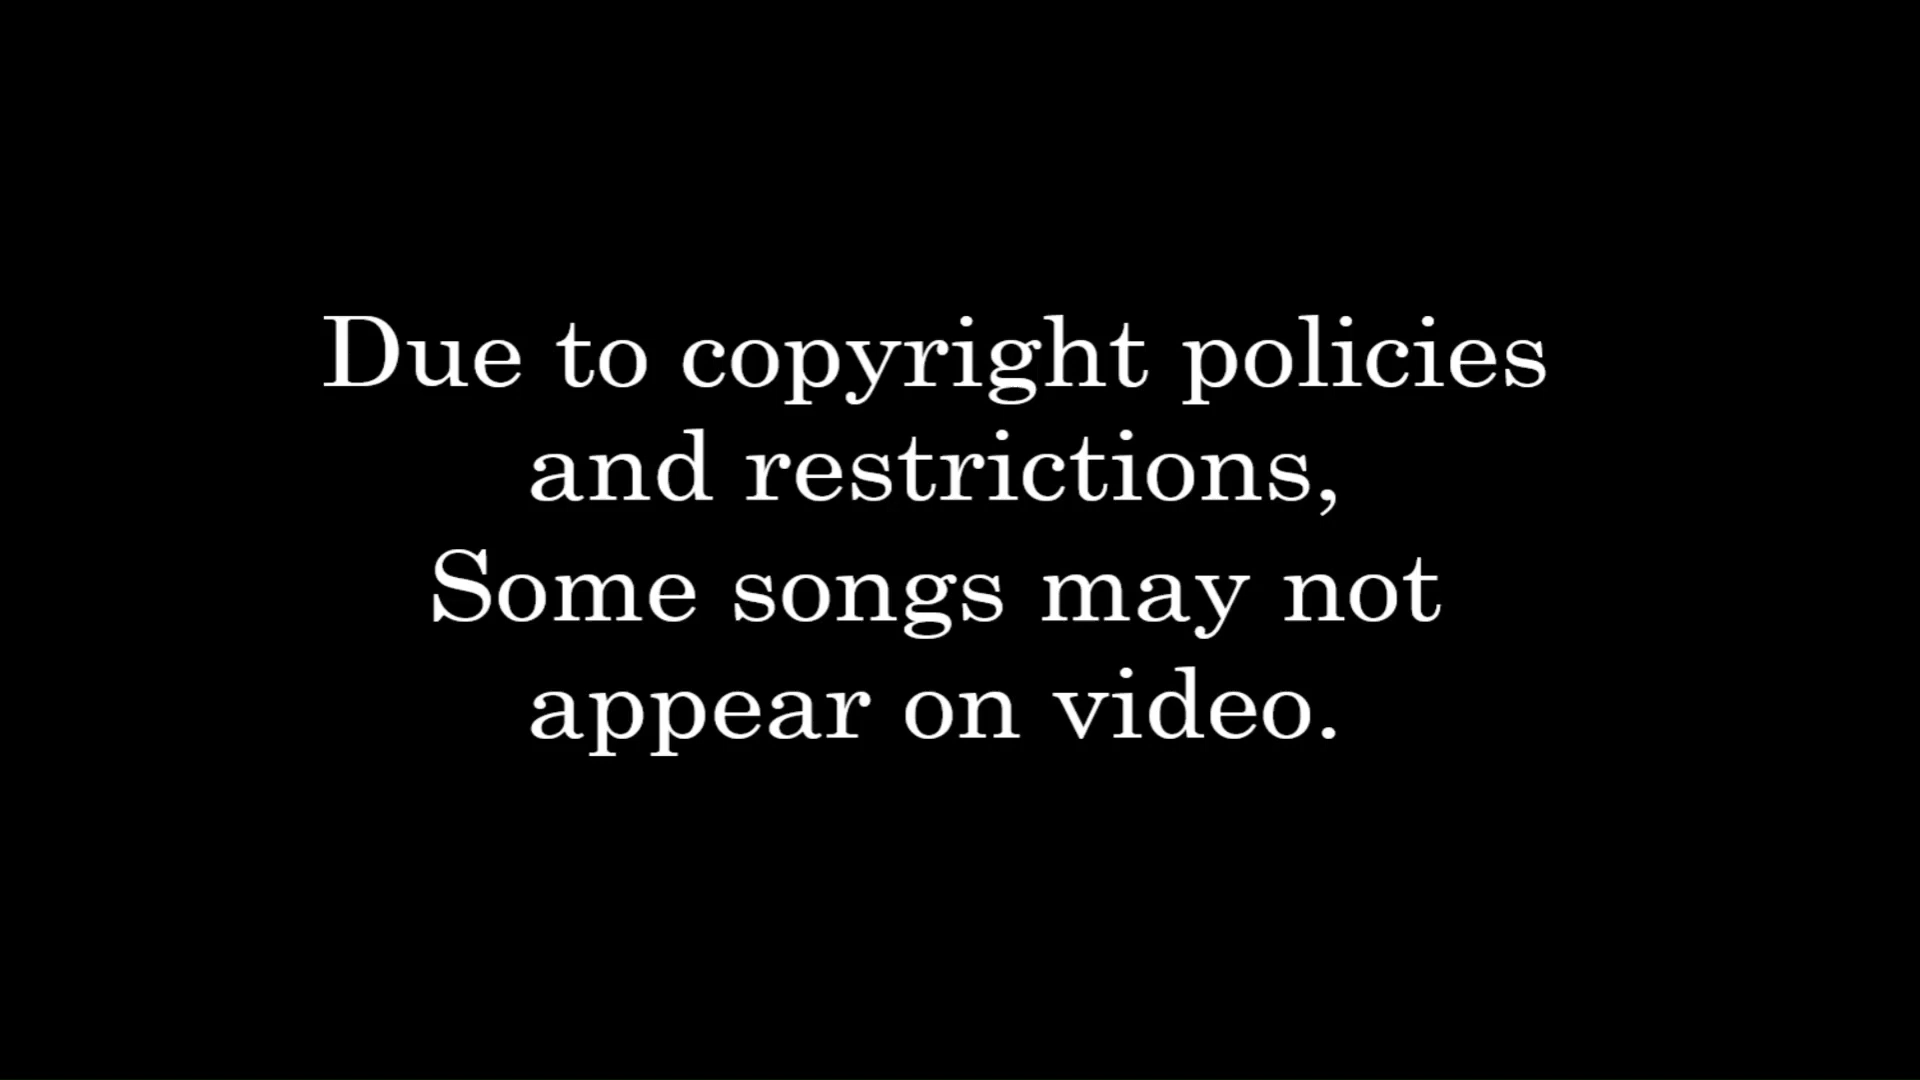 Due to copyright policies
and restrictions,
Some songs may not
appear on video.